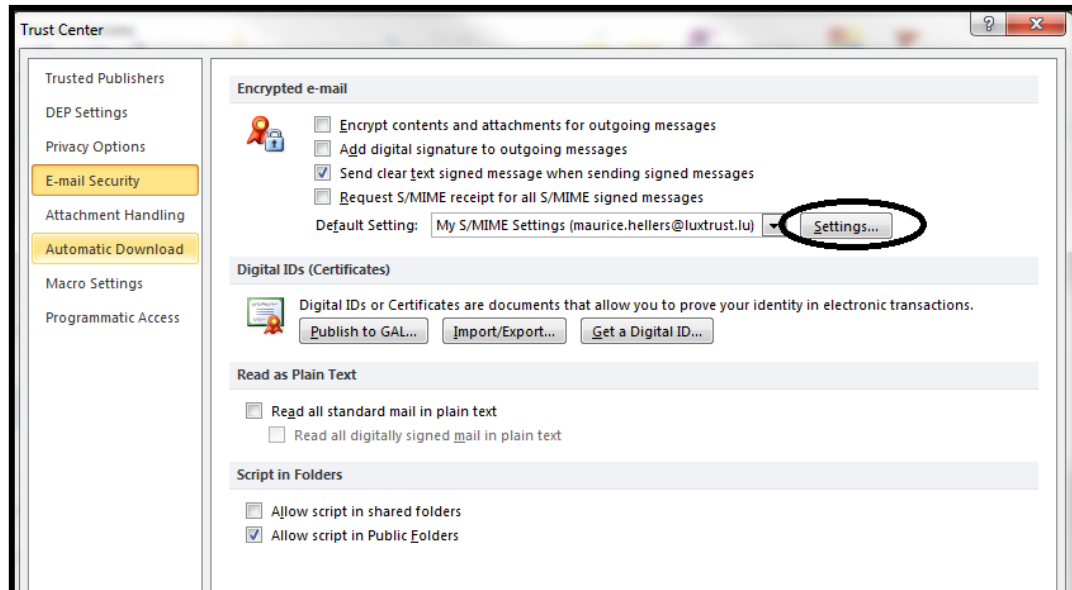 Trust Center
Trusted Publishers
DEP Settings
Privacy Options
E-mail Security
Attachment Handling
Automatic Download
Macro Settings
Programmatic Access
Encrypted e-mail
Encrypt contents and attachments for outgoing messages
Add digital signature to outgoing messages
Send clear text signed message when sending signed messages
Request S/MIME receipt for all S/MIME signed messages
Default Setting: My S/MIME Settings (maurice.hellers@luxtrust.lu) Settings...
Digital IDs (Certificates)
Digital IDs or Certificates are documents that allow you to prove your identity in electronic transactions.
Publish to GAL... Import/Export... Get a Digital ID...
Read as Plain Text
Read all standard mail in plain text
Read all digitally signed mail in plain text
Script in Folders
Allow script in shared folders
Allow script in Public Folders